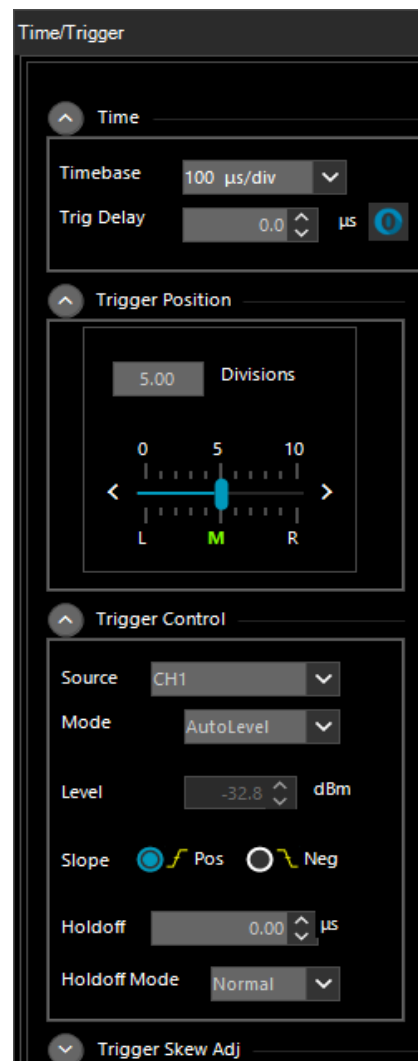 Time/Trigger
Time
Timebase 100 µs/div
Trig Delay 0.0 µs
Trigger Position
5.00 Divisions
0 5 10
L M R
Trigger Control
Source CH1
Mode AutoLevel
Level -32.8 dBm
Slope Pos Neg
Holdoff 0.00 µs
Holdoff Mode Normal
Trigger Skew Adj